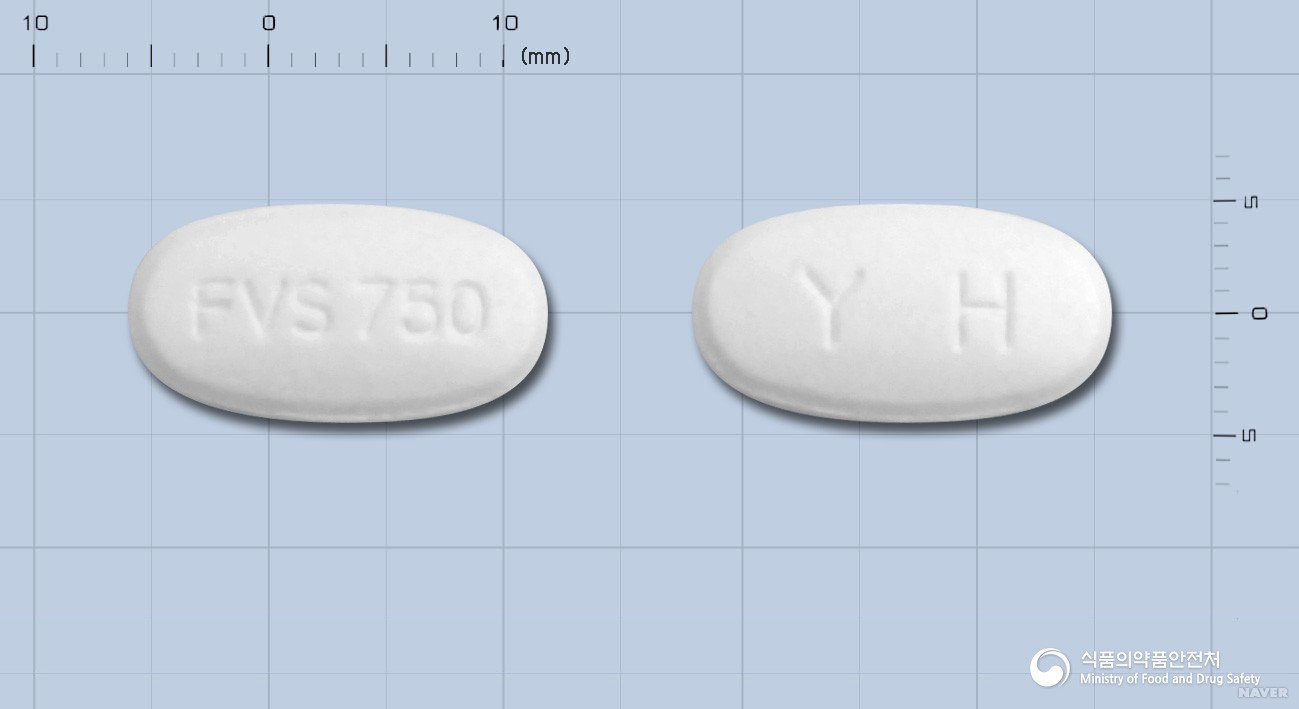 10 0 10
(mm)
FVS 750
Y H
5
0
5
식품의약품안전처
Ministry of Food and Drug Safety
NAVER